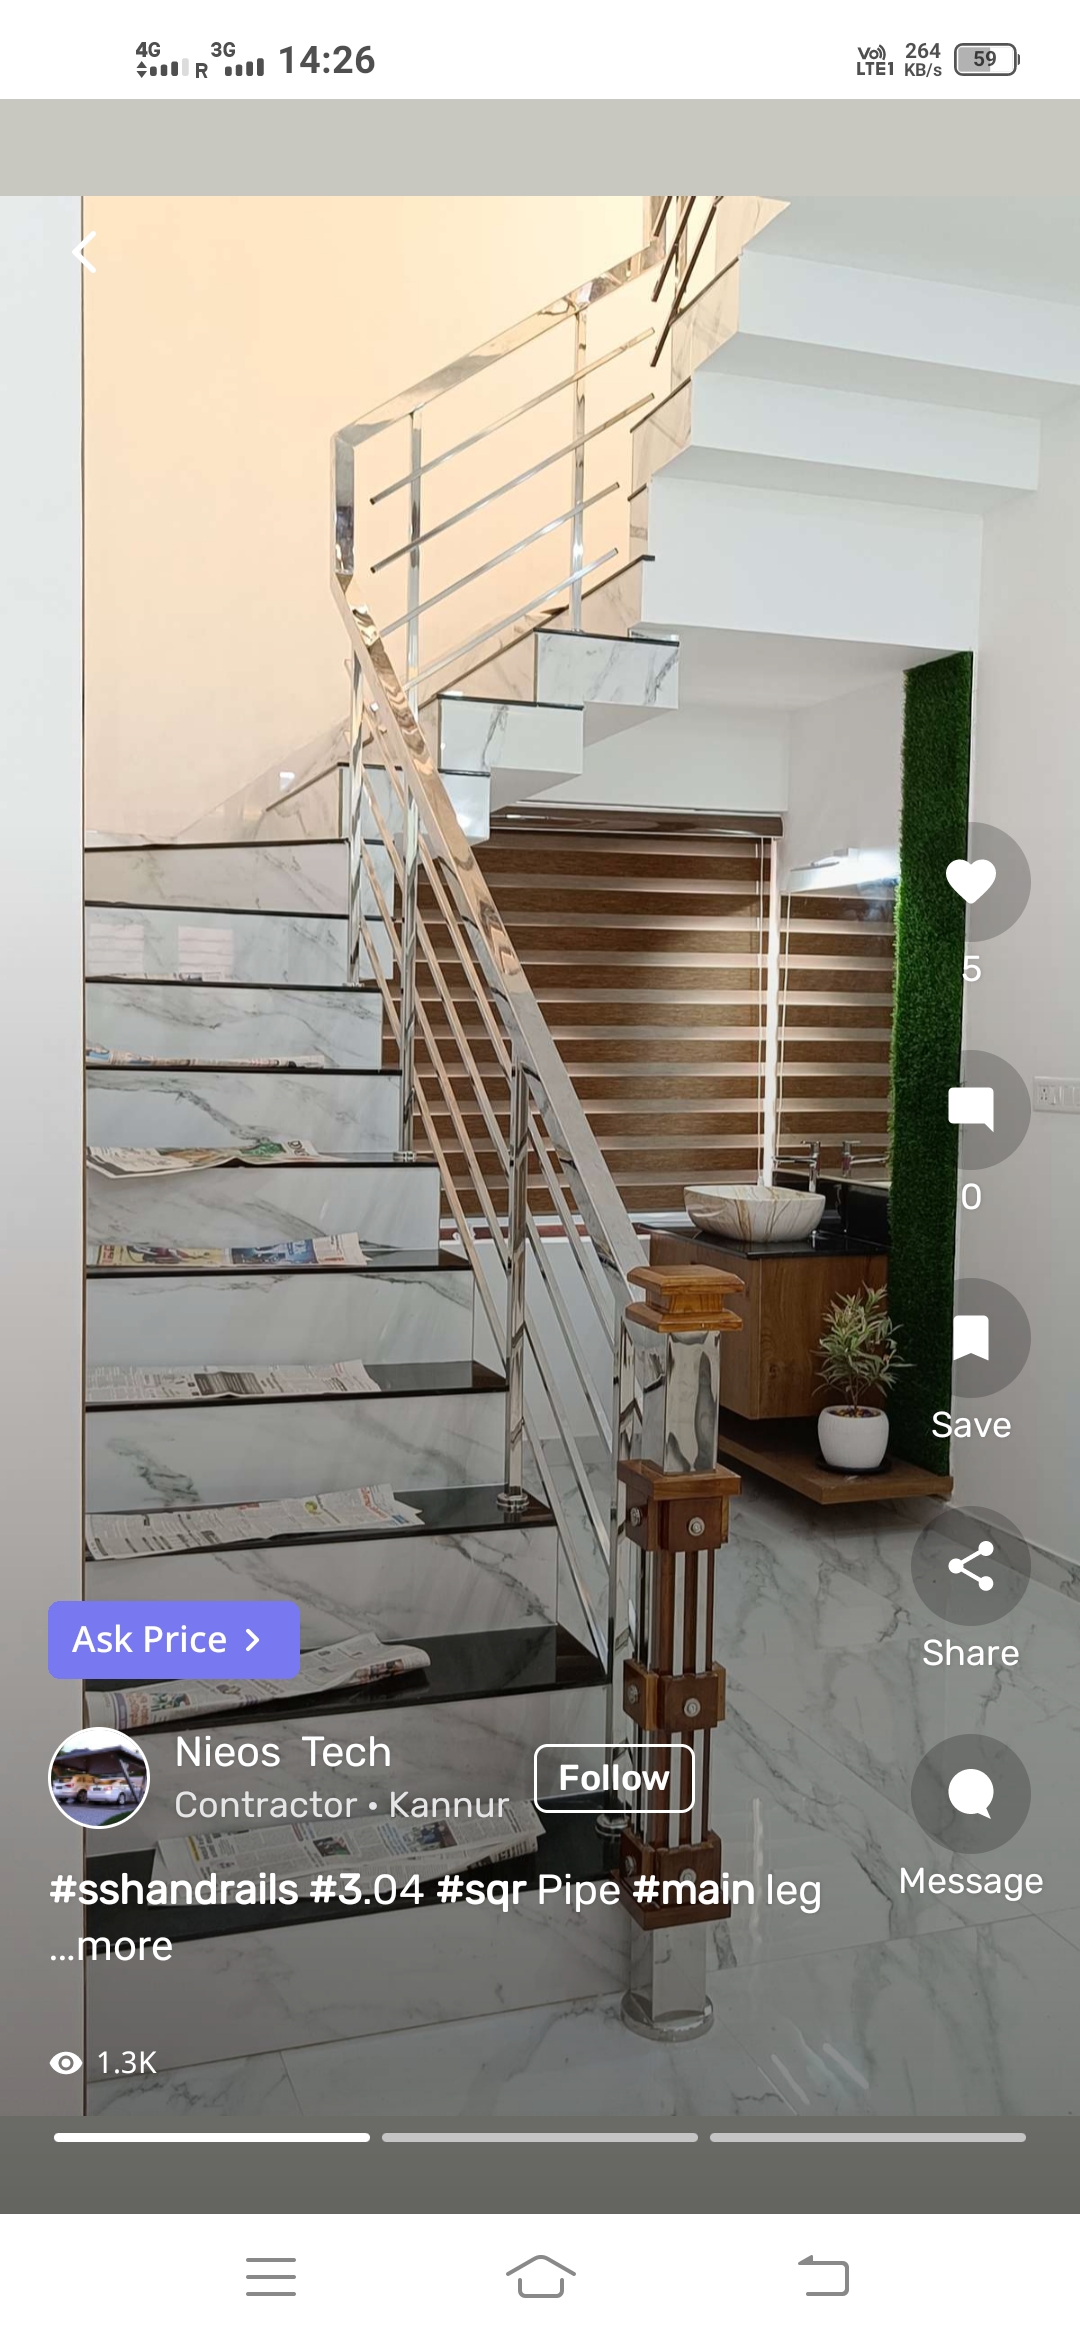 4G R 3G 14:26 Vo)) LTE1 264 KB/s 59
5
0
Save
Ask Price
Share
Nieos Tech
Follow
Contractor • Kannur
Message
#sshandrails #3.04 #sqr Pipe #main leg
...more
1.3K